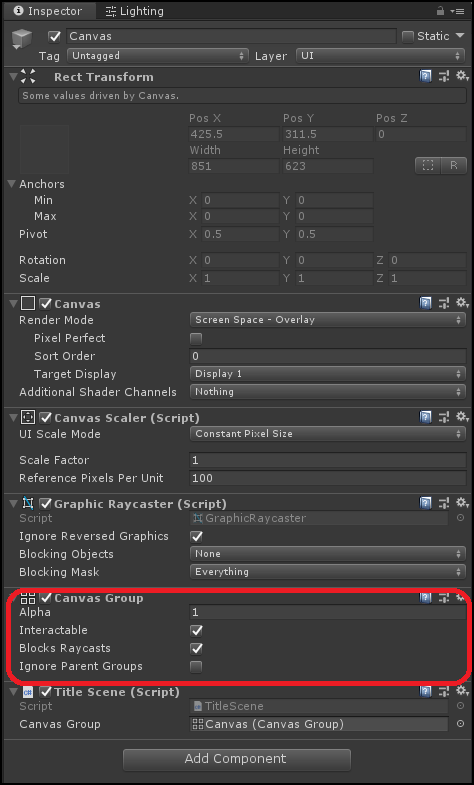 Inspector Lighting
Canvas Static
Tag Untagged Layer UI
Rect Transform
Some values driven by Canvas.
Pos X Pos Y Pos Z
425.5 311.5 0
Width Height
851 623
R
Anchors
Min X 0 Y 0
Max X 0 Y 0
Pivot X 0.5 Y 0.5
Rotation X 0 Y 0 Z 0
Scale X 1 Y 1 Z 1
Canvas
Render Mode Screen Space - Overlay
Pixel Perfect
Sort Order 0
Target Display Display 1
Additional Shader Channels Nothing
Canvas Scaler (Script)
UI Scale Mode Constant Pixel Size
Scale Factor 1
Reference Pixels Per Unit 100
Graphic Raycaster (Script)
Script GraphicRaycaster
Ignore Reversed Graphics
Blocking Objects None
Blocking Mask Everything
Canvas Group
Alpha 1
Interactable
Blocks Raycasts
Ignore Parent Groups
C# Title Scene (Script)
Script TitleScene
Canvas Group Canvas (Canvas Group)
Add Component